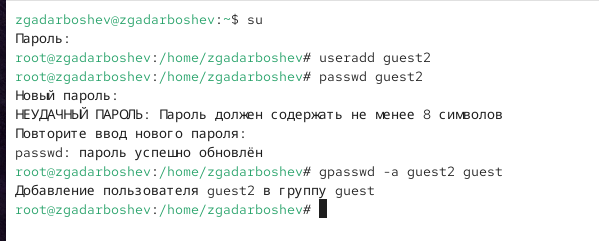 zgadarboshev@zgadarboshev:~$ su
Пароль:
root@zgadarboshev:/home/zgadarboshev# useradd guest2
root@zgadarboshev:/home/zgadarboshev# passwd guest2
Новый пароль:
НЕУДАЧНЫЙ ПАРОЛЬ: Пароль должен содержать не менее 8 символов
Повторите ввод нового пароля:
passwd: пароль успешно обновлён
root@zgadarboshev:/home/zgadarboshev# gpasswd -a guest2 guest
Добавление пользователя guest2 в группу guest
root@zgadarboshev:/home/zgadarboshev#